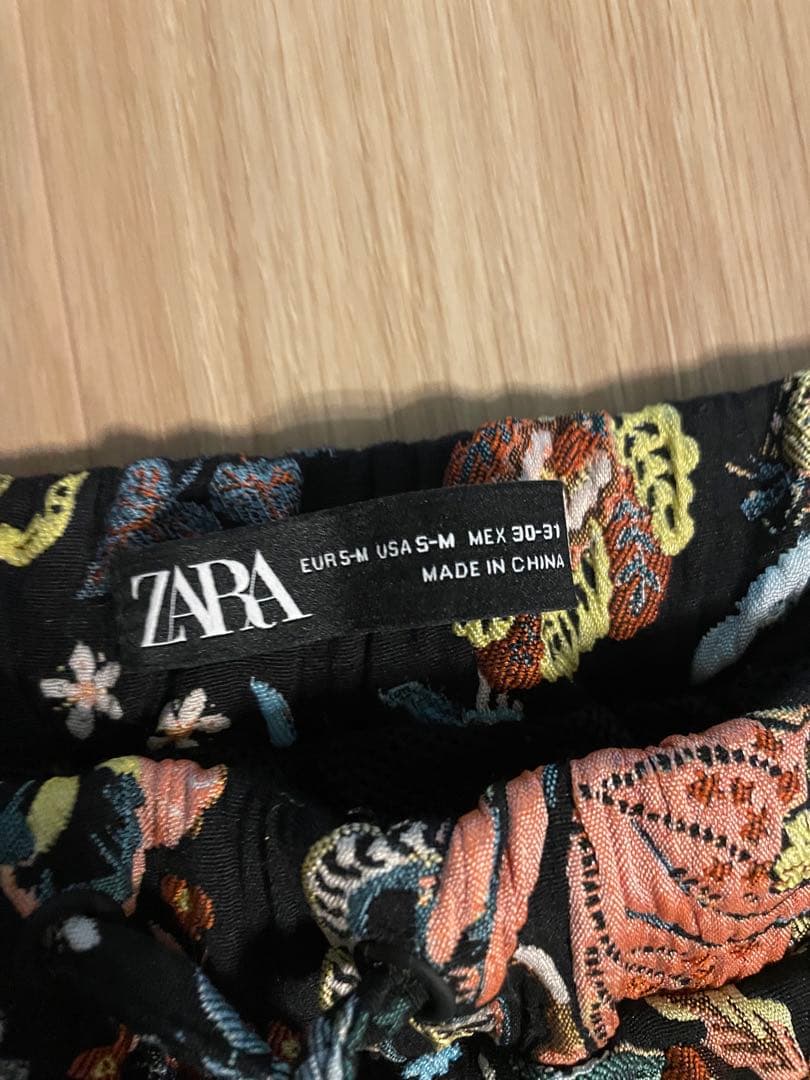 ZARA
EUR S-M USA S-M MEX 30-31
MADE IN CHINA